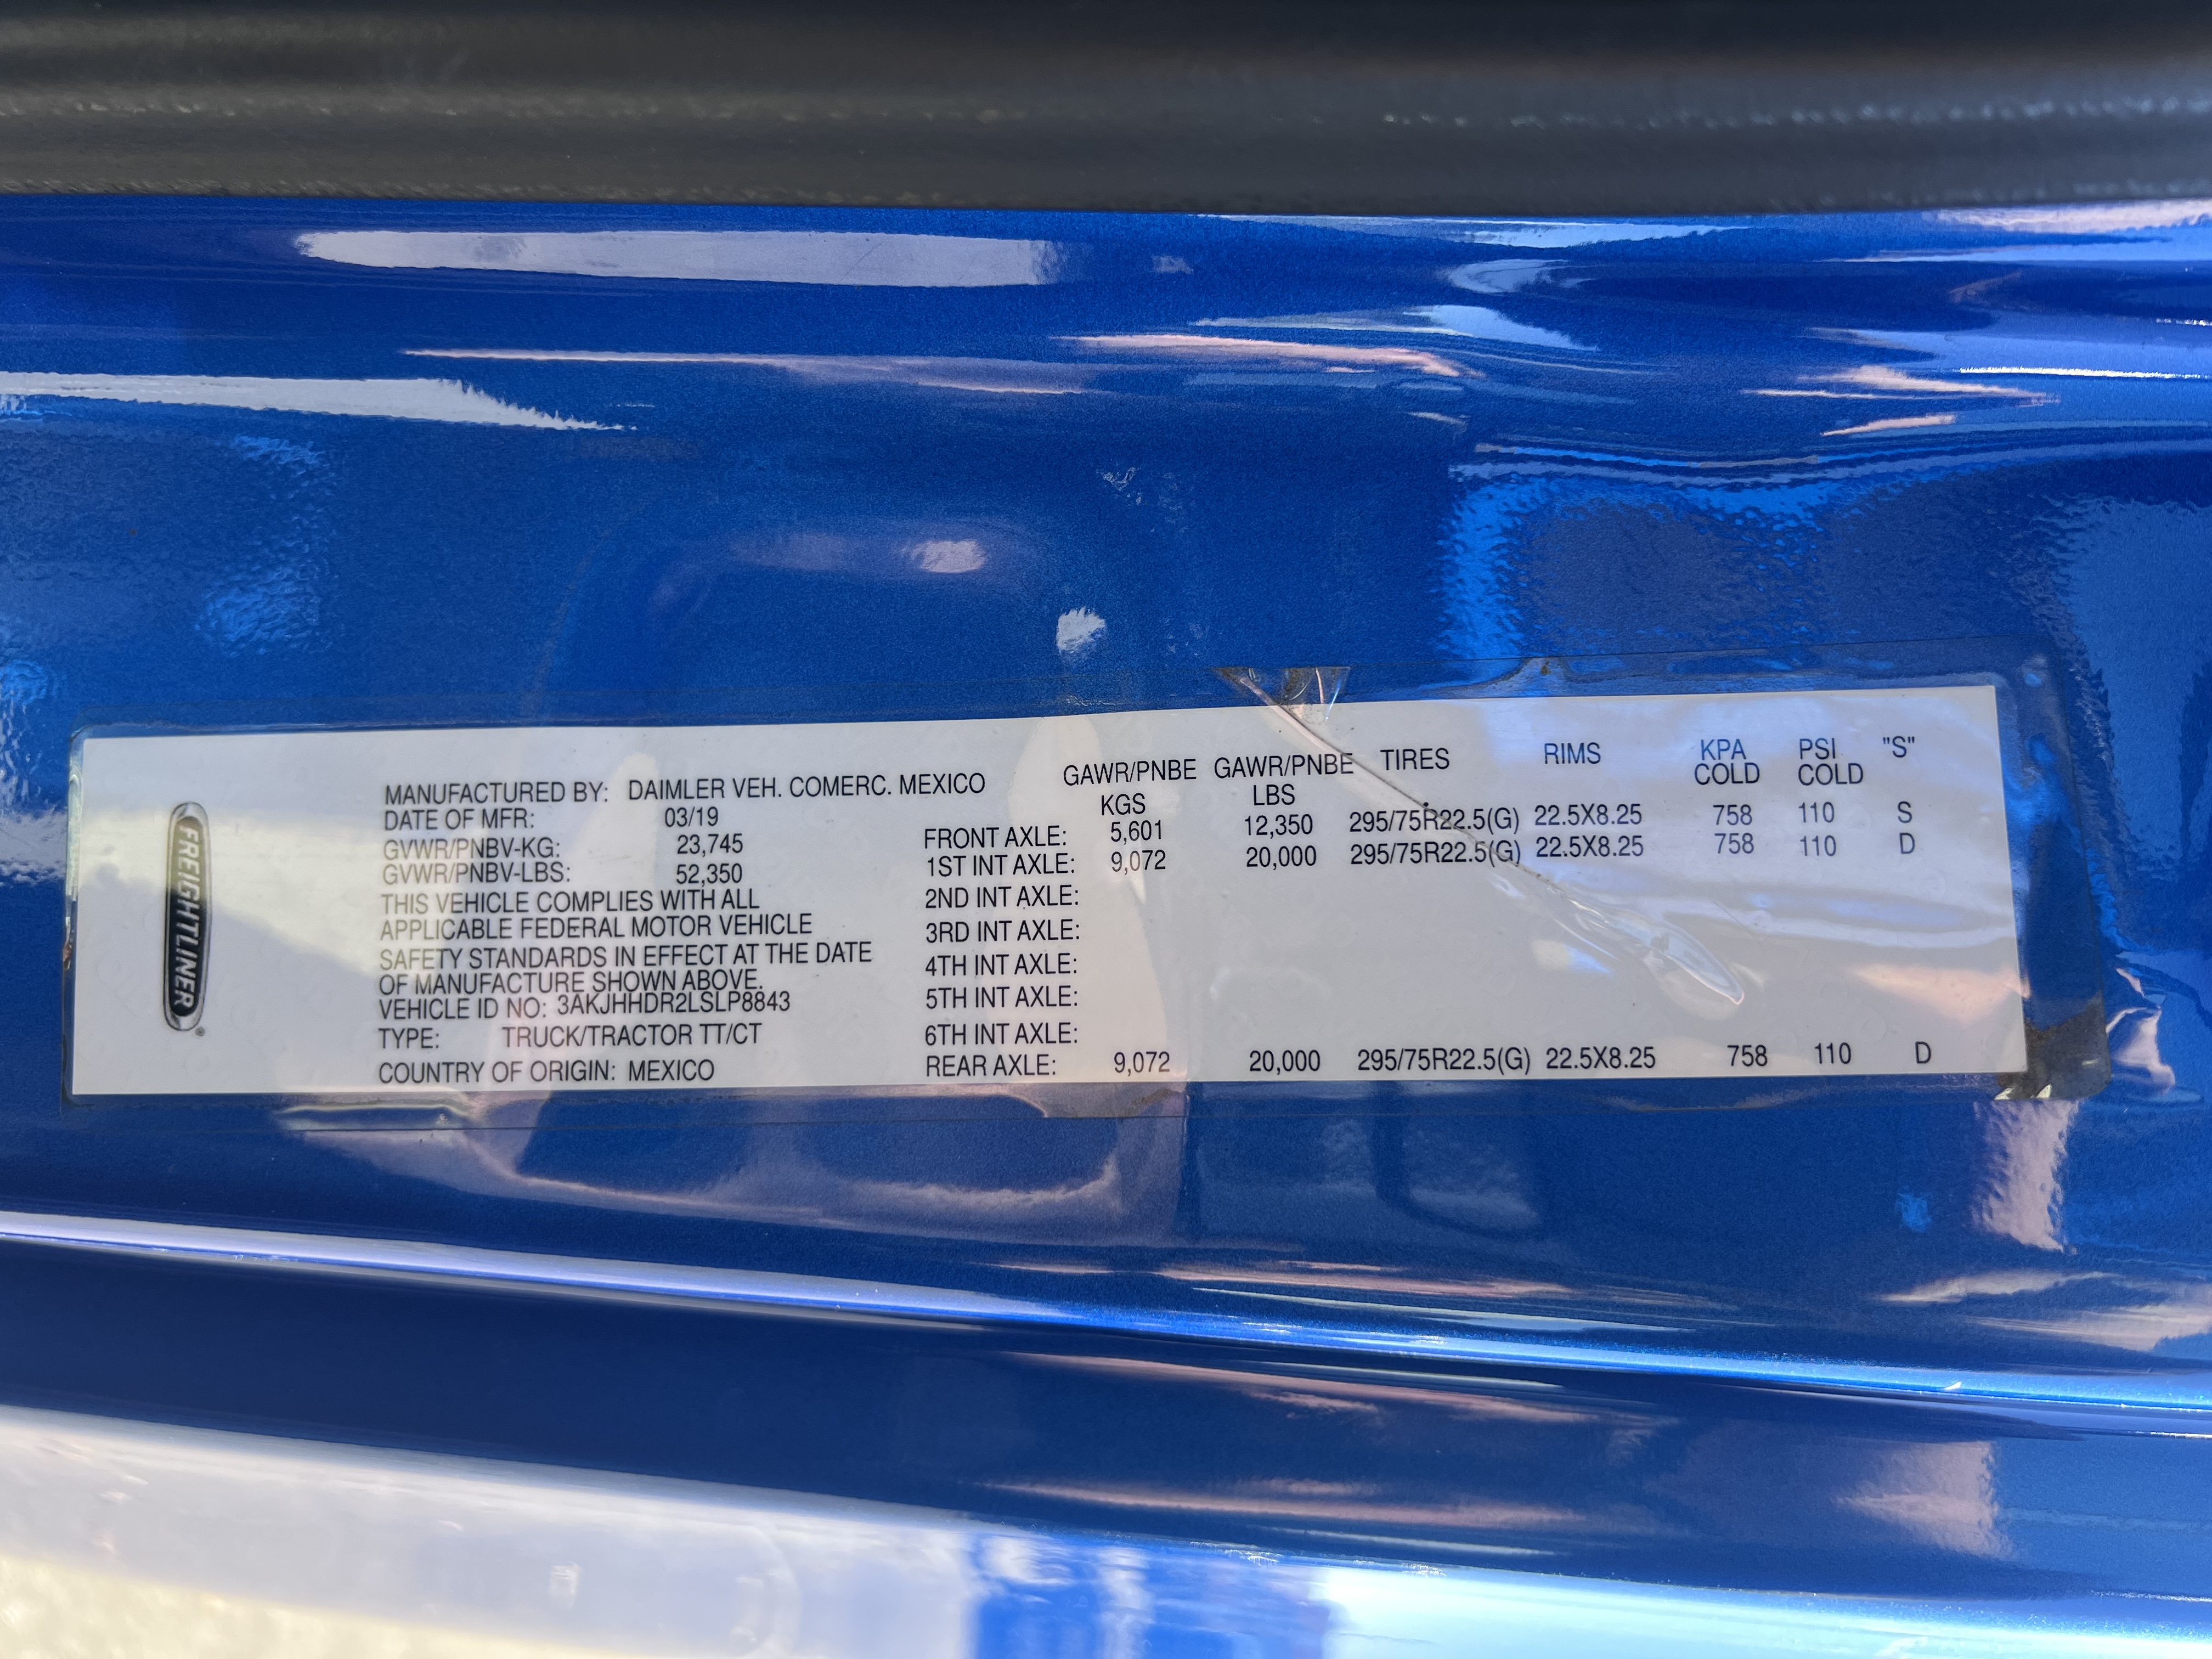 FREIGHTLINER®
MANUFACTURED BY: DAIMLER VEH. COMERC. MEXICO
DATE OF MFR: 03/19
GVWR/PNBV-KG: 23,745
GVWR/PNBV-LBS: 52,350
THIS VEHICLE COMPLIES WITH ALL
APPLICABLE FEDERAL MOTOR VEHICLE
SAFETY STANDARDS IN EFFECT AT THE DATE
OF MANUFACTURE SHOWN ABOVE.
VEHICLE ID NO: 3AKJHHDR2LSLP8843
TYPE: TRUCK/TRACTOR TT/CT
COUNTRY OF ORIGIN: MEXICO
GAWR/PNBE GAWR/PNBE TIRES RIMS KPA PSI "S"
KGS LBS COLD COLD
FRONT AXLE: 5,601 12,350 295/75R22.5(G) 22.5X8.25 758 110 S
1ST INT AXLE: 9,072 20,000 295/75R22.5(G) 22.5X8.25 758 110 D
2ND INT AXLE:
3RD INT AXLE:
4TH INT AXLE:
5TH INT AXLE:
6TH INT AXLE:
REAR AXLE: 9,072 20,000 295/75R22.5(G) 22.5X8.25 758 110 D